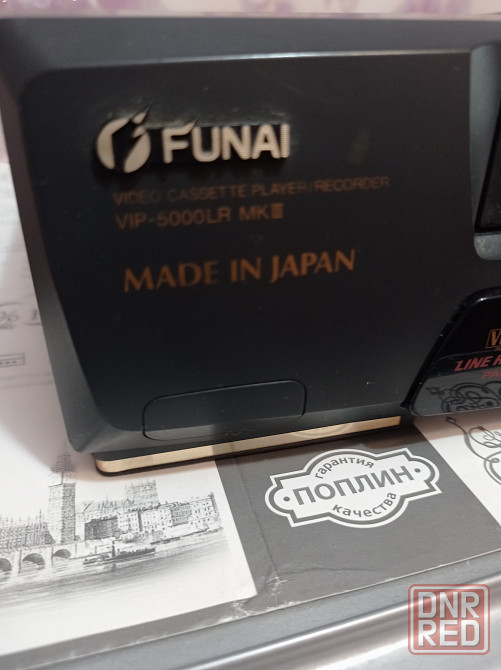 FUNAI
VIDEO CASSETTE PLAYER/RECORDER
VIP-5000LR MKIII
MADE IN JAPAN
LINE
гарантия
ПОПЛИН
качества
DNR
RED